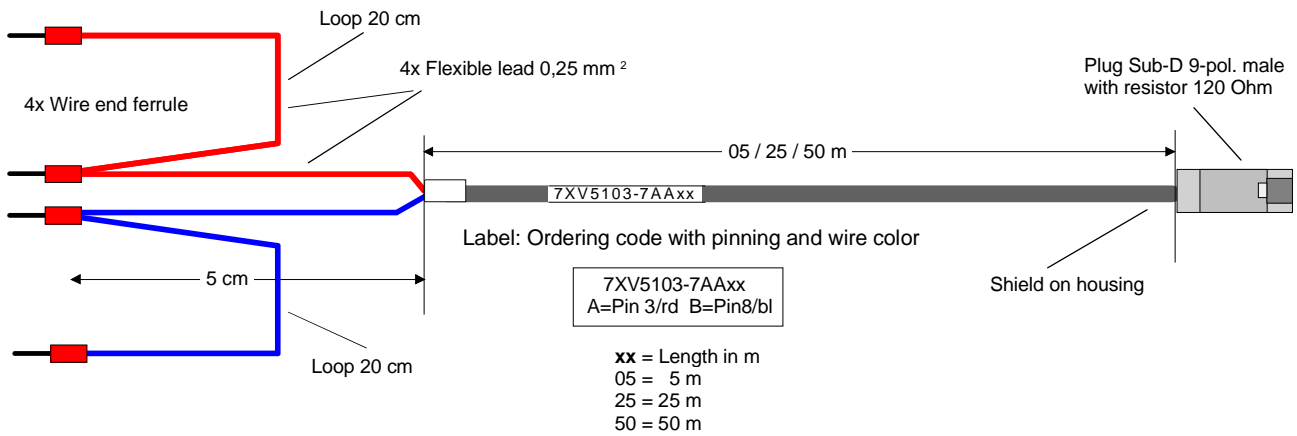 Loop 20 cm
4x Flexible lead 0,25 mm ²
Plug Sub-D 9-pol. male
with resistor 120 Ohm
4x Wire end ferrule
05 / 25 / 50 m
7XV5103-7AAxx
Label: Ordering code with pinning and wire color
5 cm
Shield on housing
7XV5103-7AAxx
A=Pin 3/rd B=Pin8/bl
Loop 20 cm
xx = Length in m
05 = 5 m
25 = 25 m
50 = 50 m